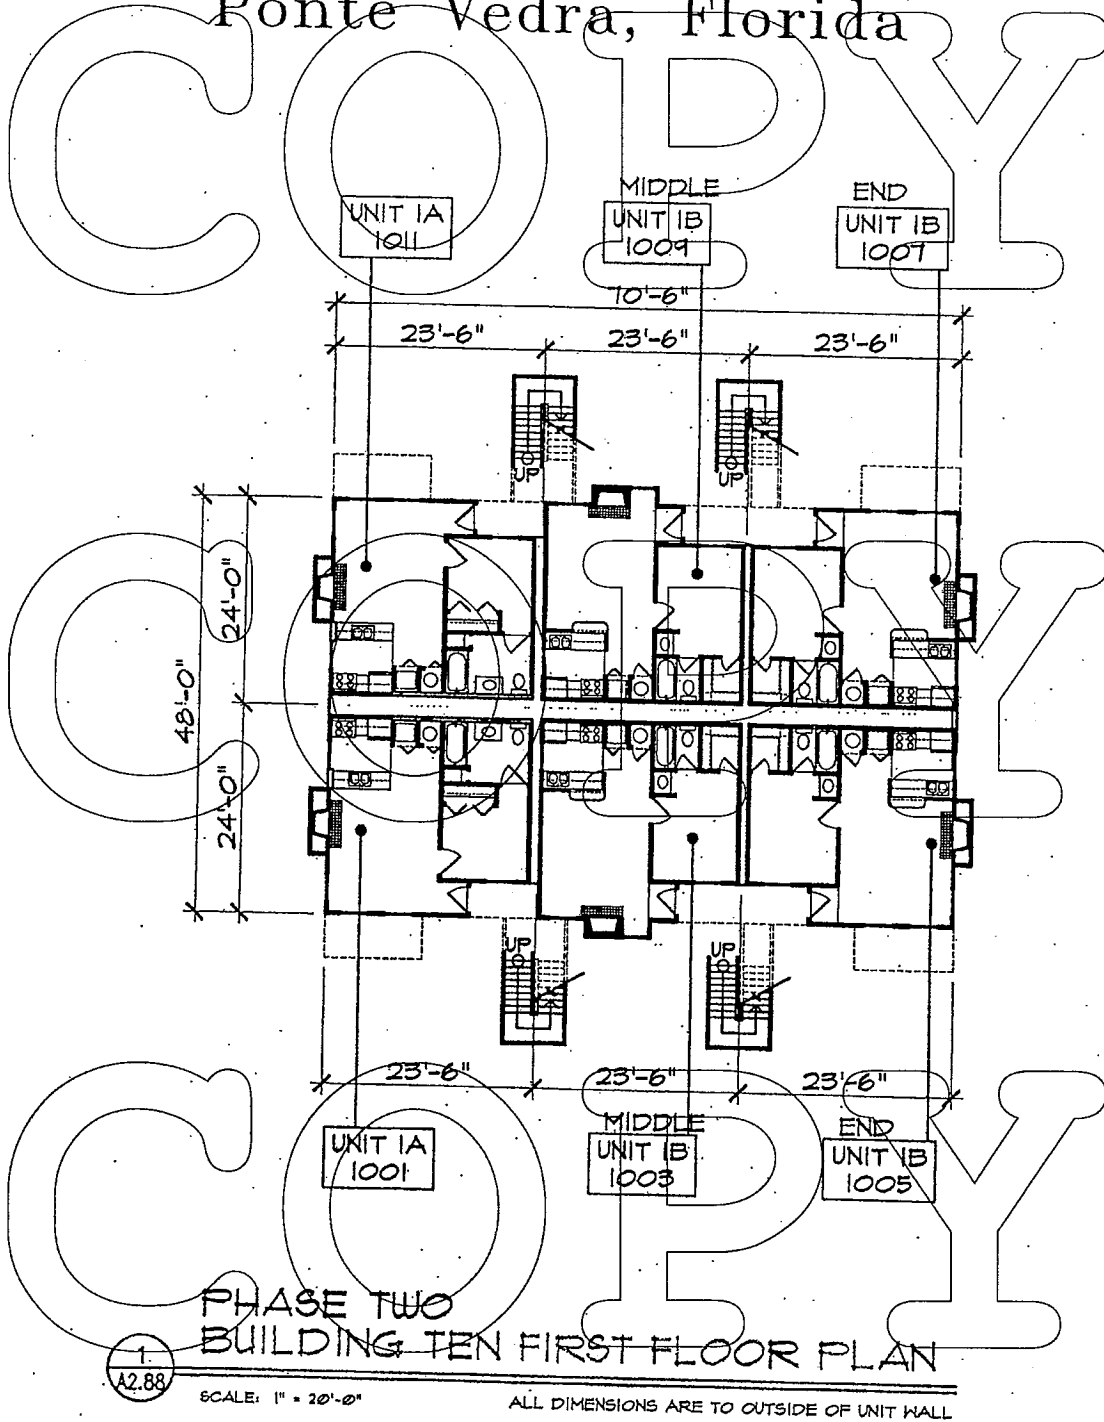 Ponte Vedra, Florida
COPY
MIDDLE
END
UNIT 1A
1011
UNIT 1B
1009
UNIT 1B
1007
70'-6"
23'-6"
23'-6"
23'-6"
UP
UP
24'-0"
48'-0"
24'-0"
COPY
UP
UP
23'-6"
23'-6"
23'-6"
COPY
MIDDLE
END
UNIT 1A
1001
UNIT 1B
1003
UNIT 1B
1005
PHASE TWO
BUILDING TEN FIRST FLOOR PLAN
1
A2.88
SCALE: 1" = 20'-0"
ALL DIMENSIONS ARE TO OUTSIDE OF UNIT WALL